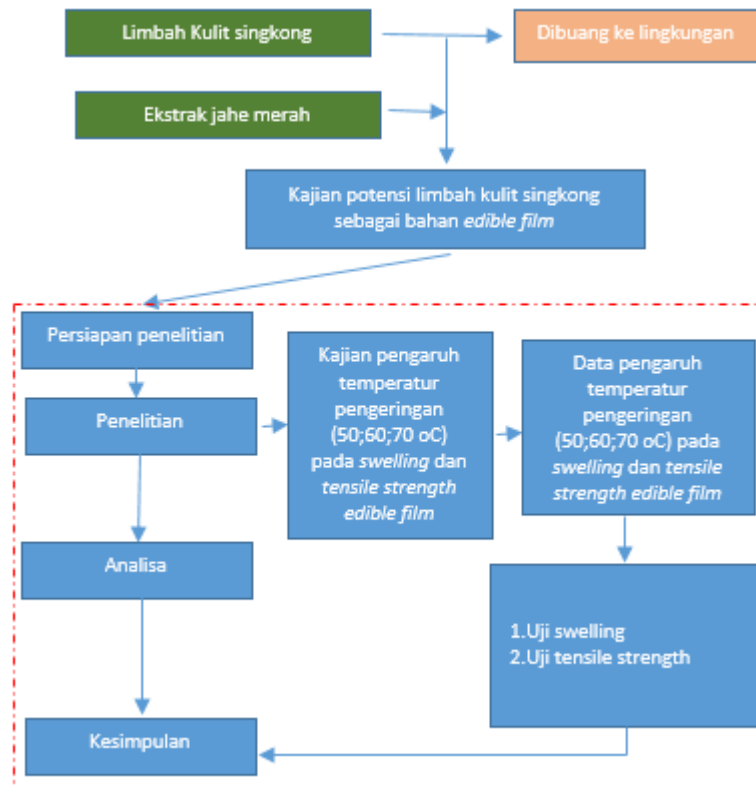 Limbah Kulit singkong
Dibuang ke lingkungan
Ekstrak jahe merah
Kajian potensi limbah kulit singkong
sebagai bahan edible film
Persiapan penelitian
Penelitian
Kajian pengaruh
temperatur
pengeringan
(50;60;70 oC)
pada swelling dan
tensile strength
edible film
Data pengaruh
temperatur
pengeringan
(50;60;70 oC) pada
swelling dan tensile
strength edible film
Analisa
1.Uji swelling
2.Uji tensile strength
Kesimpulan